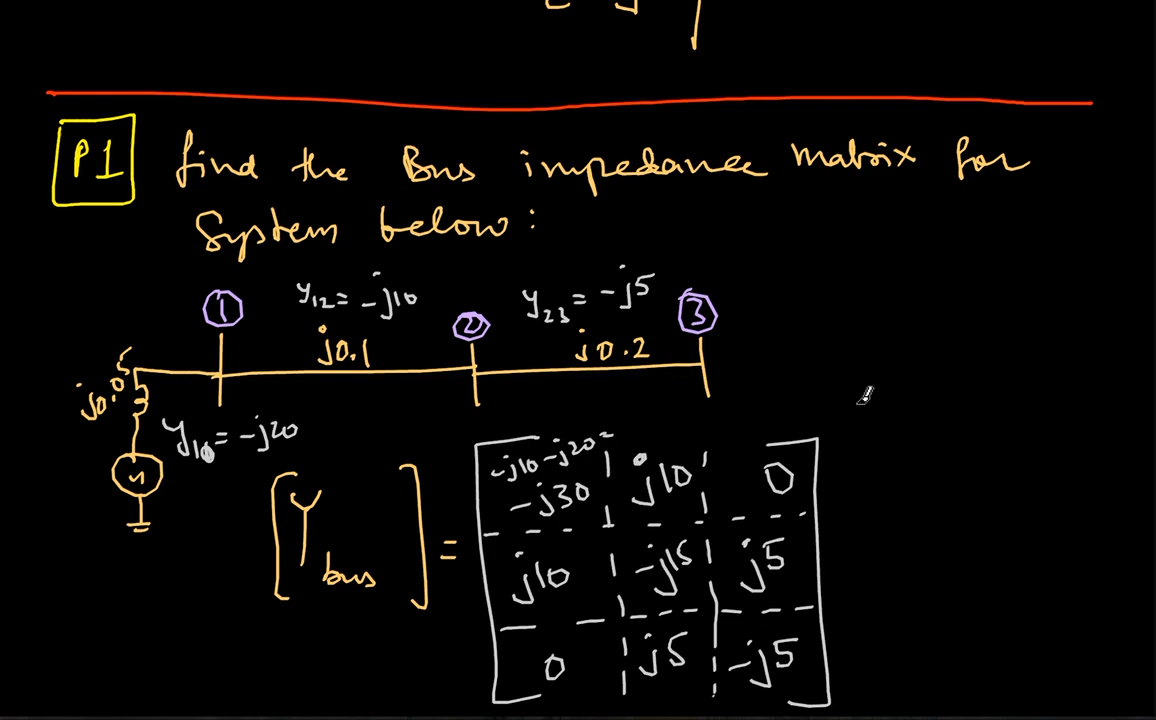 P1 find the Bus impedance matrix for
System below:
1 y12 = -j10 2 y23 = -j5 3
j0.1 j0.2
j0.05
y10 = -j20
[Ybus] =
-j10-j20= j10 0
-j30
j10 -j15 j5
0 j5 -j5